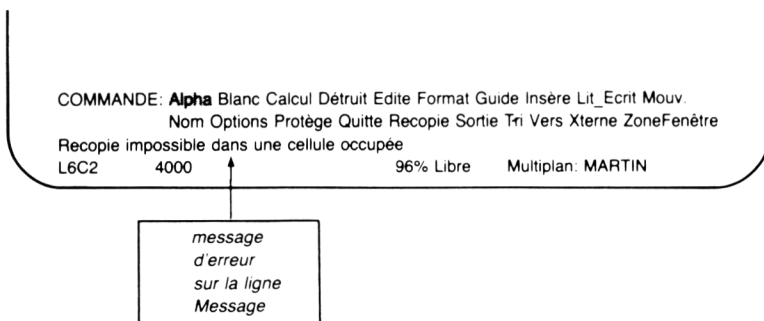 COMMANDE: Alpha Blanc Calcul Détruit Edite Format Guide Insère Lit_Ecrit Mouv.
Nom Options Protège Quitte Recopie Sortie Tri Vers Xterne ZoneFenêtre
Recopie impossible dans une cellule occupée
L6C2 4000 96% Libre Multiplan: MARTIN
message
d'erreur
sur la ligne
Message